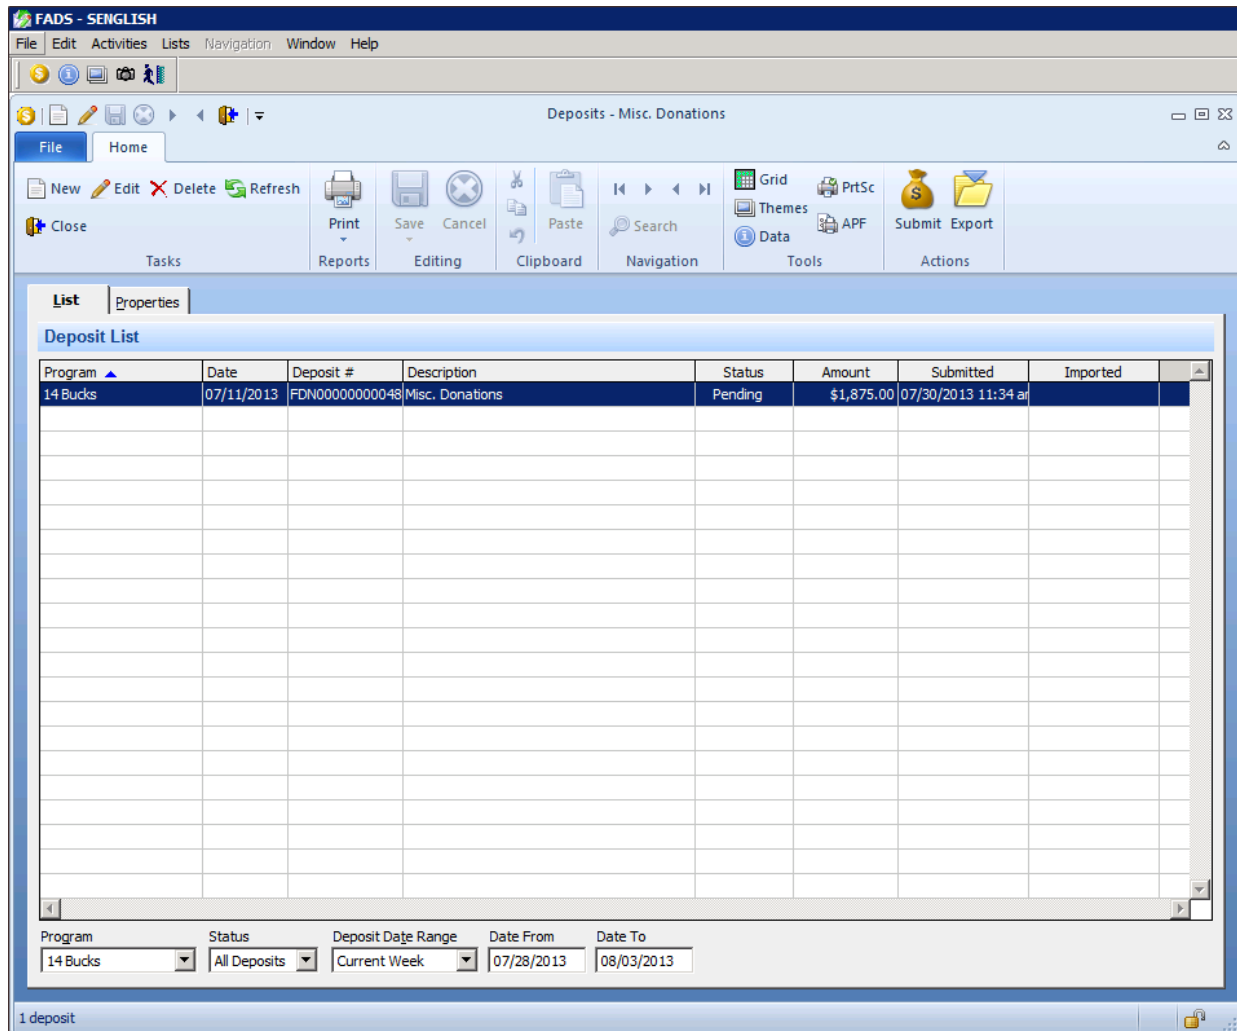 FADS - SENGLISH
File Edit Activities Lists Navigation Window Help
Deposits - Misc. Donations
File Home
New Edit Delete Refresh Close
Print
Save Cancel
Paste
Search
Grid PrtSc
Themes APF
Data
Submit Export
Tasks Reports Editing Clipboard Navigation Tools Actions
List Properties
Deposit List
Program Date Deposit # Description Status Amount Submitted Imported
14 Bucks 07/11/2013 FDN00000000048 Misc. Donations Pending $1,875.00 07/30/2013 11:34 am
Program Status Deposit Date Range Date From Date To
14 Bucks All Deposits Current Week 07/28/2013 08/03/2013
1 deposit